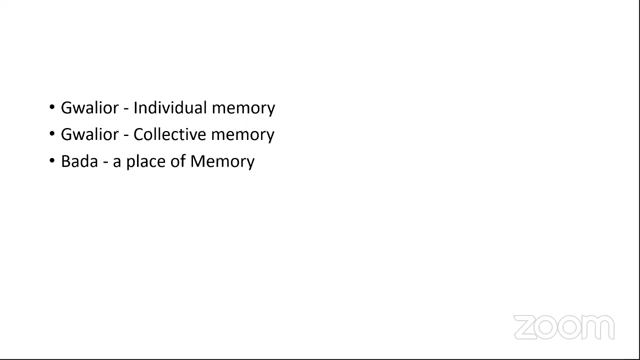 • Gwalior - Individual memory
• Gwalior - Collective memory
• Bada - a place of Memory
zoom